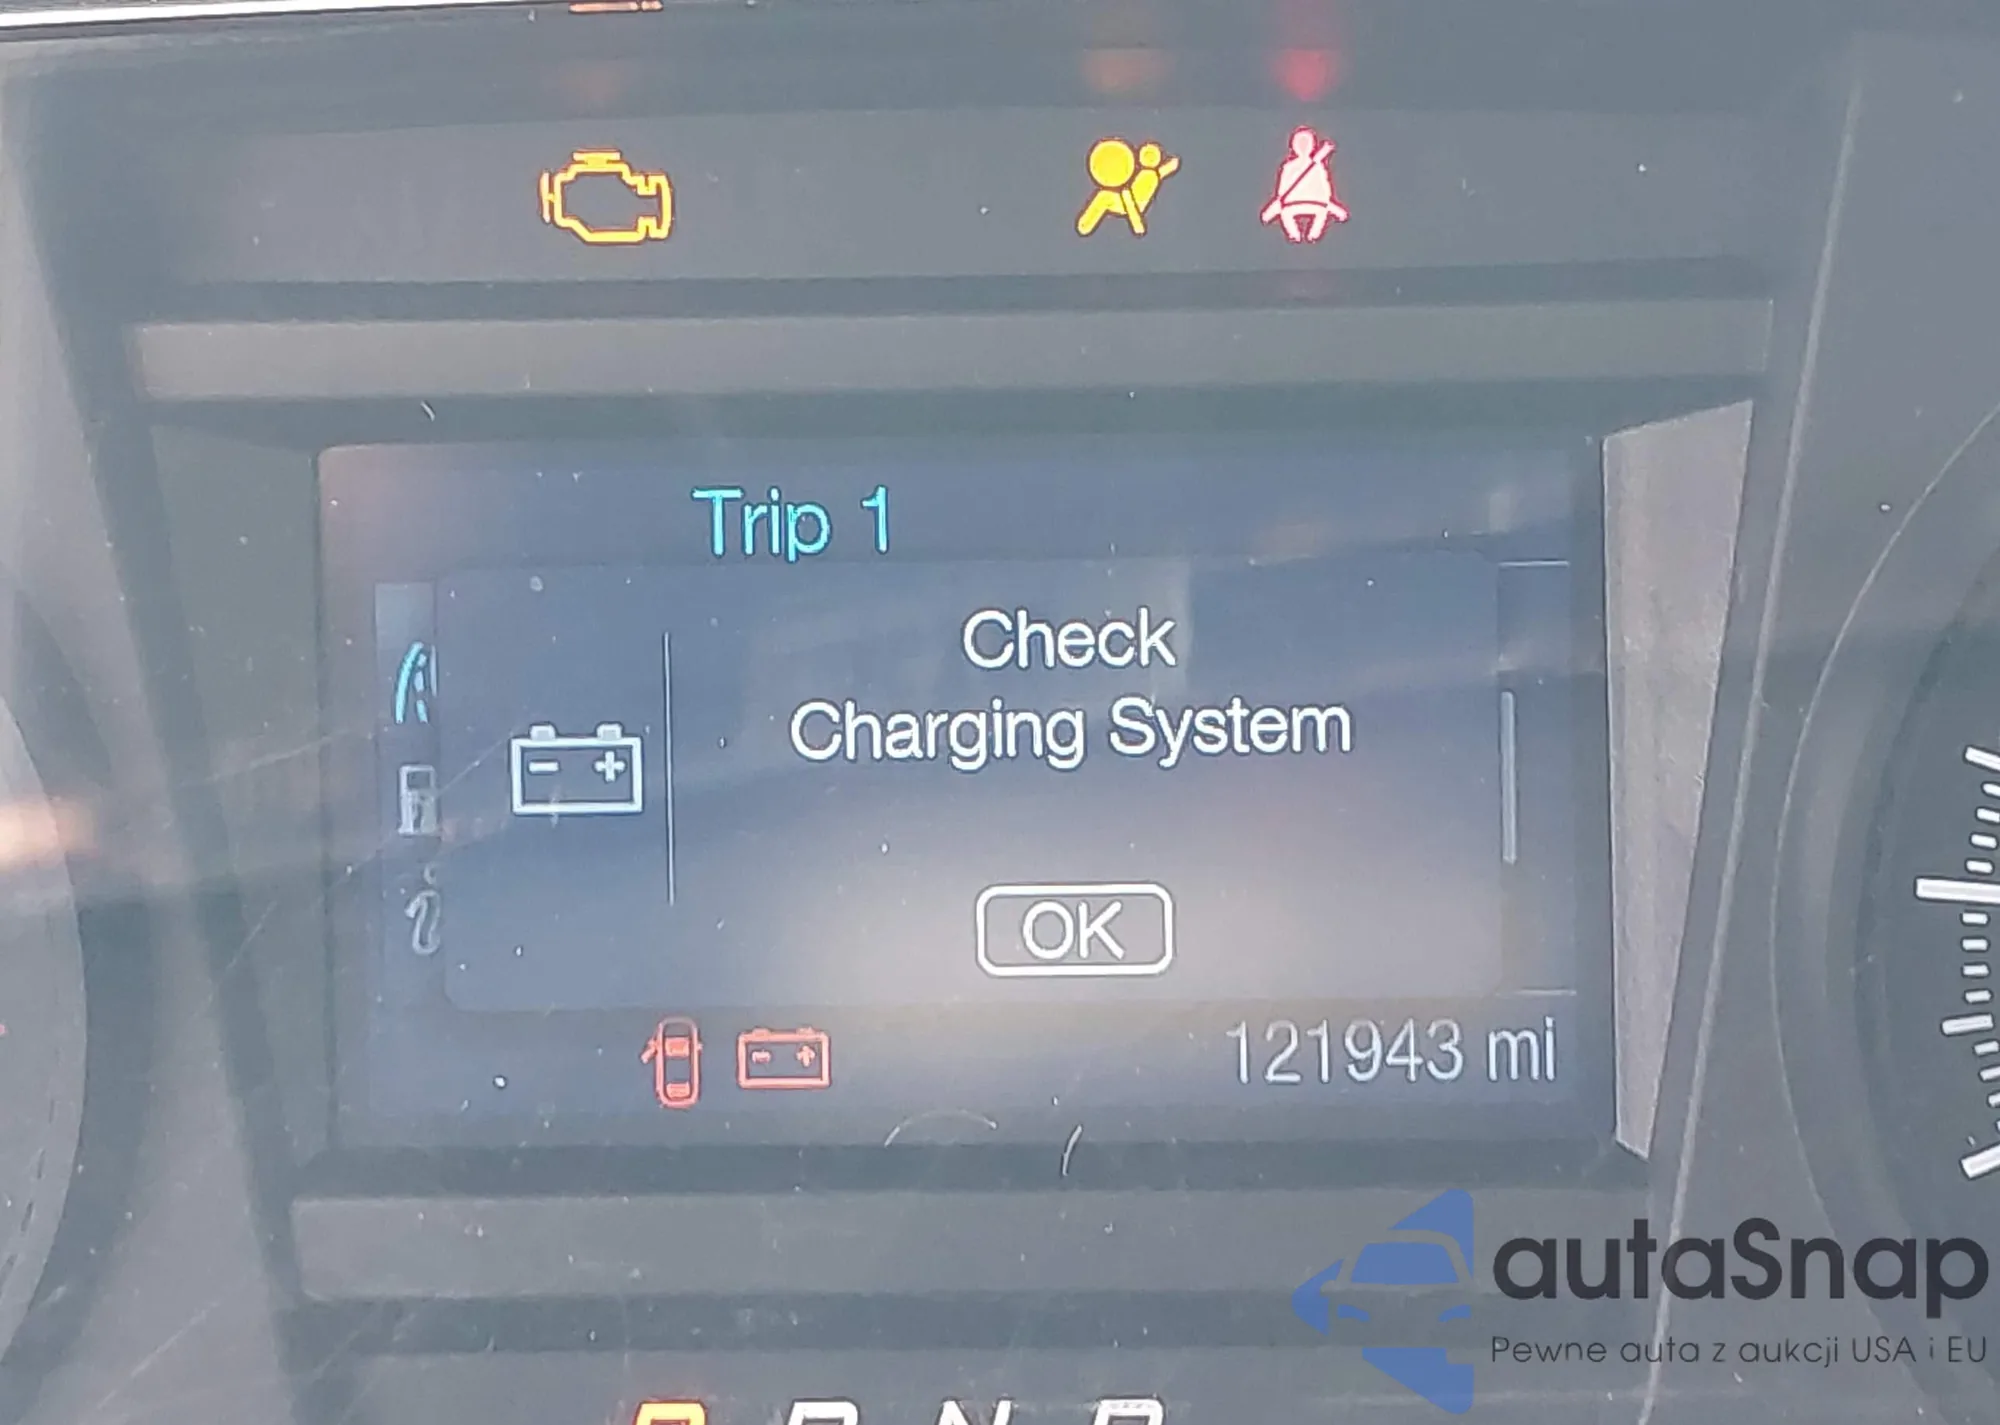 Trip 1
Check
Charging System
OK
121943 mi
autaSnap
Pewne auta z aukcji USA i EU